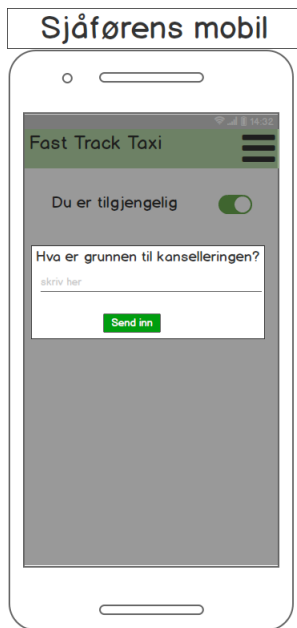 Sjåførens mobil
14:32
Fast Track Taxi
Du er tilgjengelig
Hva er grunnen til kanselleringen?
skriv her
Send inn